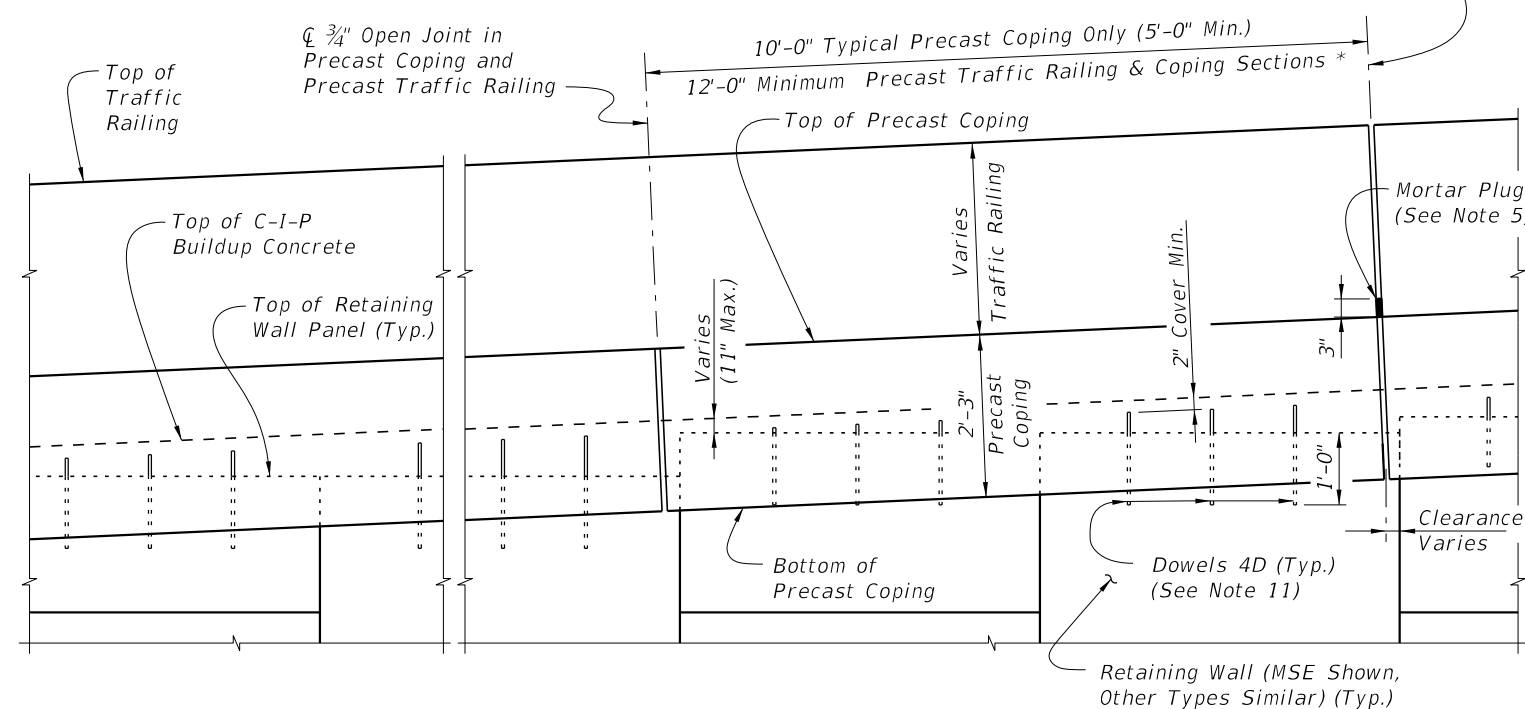 ℄ ¾" Open Joint in
Precast Coping and
Precast Traffic Railing
10'-0" Typical Precast Coping Only (5'-0" Min.)
12'-0" Minimum Precast Traffic Railing & Coping Sections *
Top of
Traffic
Railing
Top of Precast Coping
Top of C-I-P
Buildup Concrete
Top of Retaining
Wall Panel (Typ.)
Varies
(11" Max.)
Varies
Traffic Railing
2'-3"
Precast
Coping
2" Cover Min.
Mortar Plug
(See Note 5)
3"
1'-0"
Clearance
Varies
Bottom of
Precast Coping
Dowels 4D (Typ.)
(See Note 11)
Retaining Wall (MSE Shown,
Other Types Similar) (Typ.)